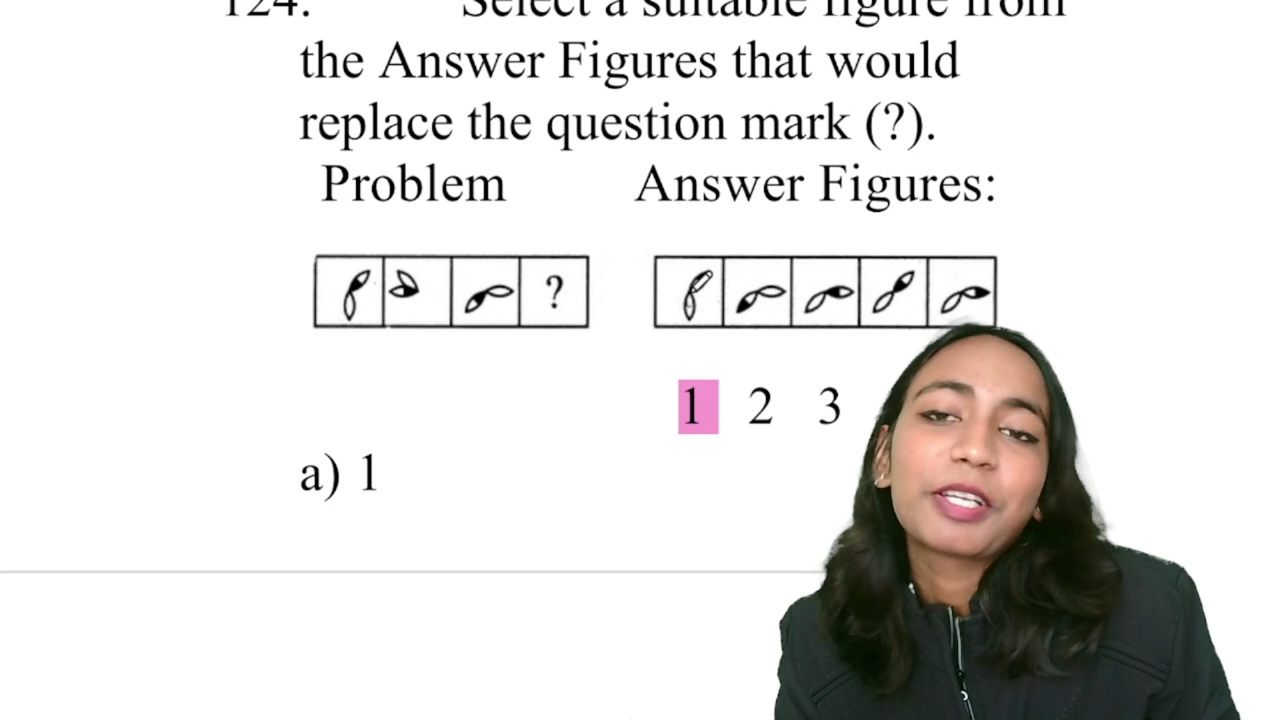 124. Select a suitable figure from
the Answer Figures that would
replace the question mark (?).
Problem Answer Figures:
?
1 2 3
a) 1